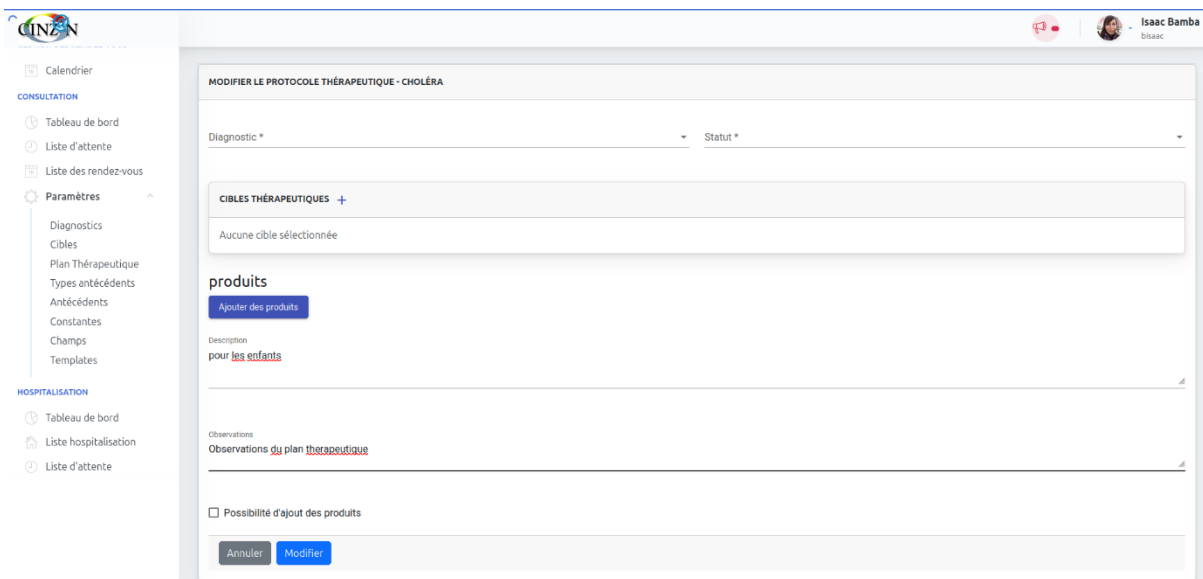 CINZAN
Isaac Bamba
bisaac
Calendrier
CONSULTATION
Tableau de bord
Liste d'attente
Liste des rendez-vous
Paramètres
Diagnostics
Cibles
Plan Thérapeutique
Types antécédents
Antécédents
Constantes
Champs
Templates
HOSPITALISATION
Tableau de bord
Liste hospitalisation
Liste d'attente
MODIFIER LE PROTOCOLE THÉRAPEUTIQUE - CHOLÉRA
Diagnostic * Statut *
CIBLES THÉRAPEUTIQUES +
Aucune cible sélectionnée
produits
Ajouter des produits
Description
pour les enfants
Observations
Observations du plan therapeutique
Possibilité d'ajout des produits
Annuler Modifier